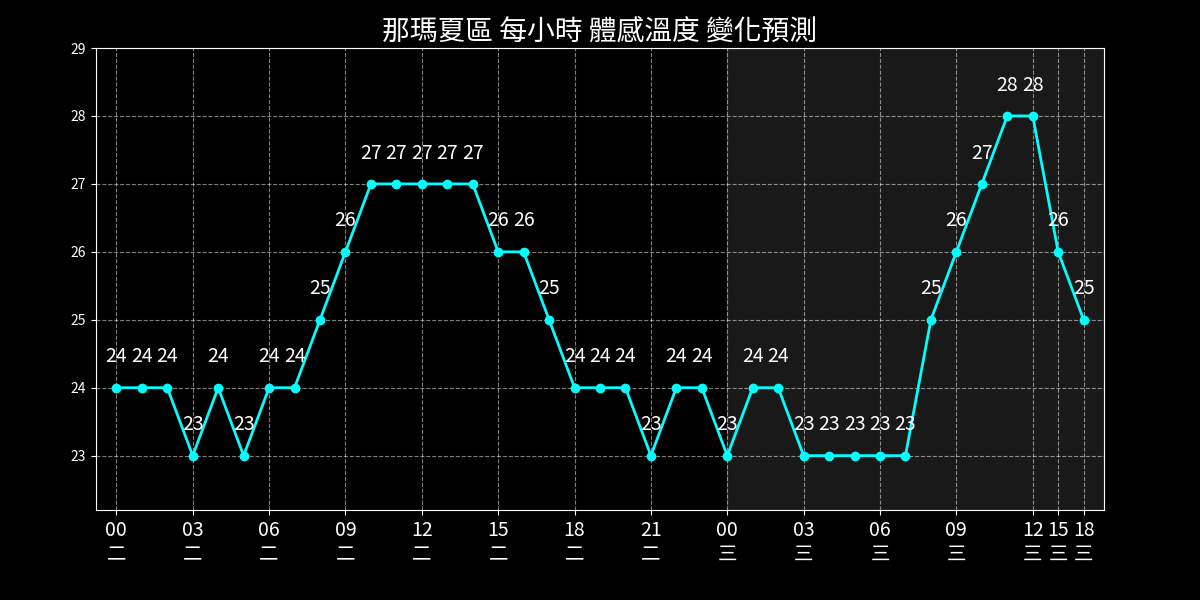 那瑪夏區 每小時 體感溫度 變化預測
29
28
27
26
25
24
23
28 28
27 27 27 27 27 27
26 26 26 26 26
25 25 25 25
24 24 24 24 24 24 24 24 24 24 24 24 24
23 23 23 23 23 23 23 23 23
00 03 06 09 12 15 18 21 00 03 06 09 12 15 18
二 二 二 二 二 二 二 二 三 三 三 三 三 三 三